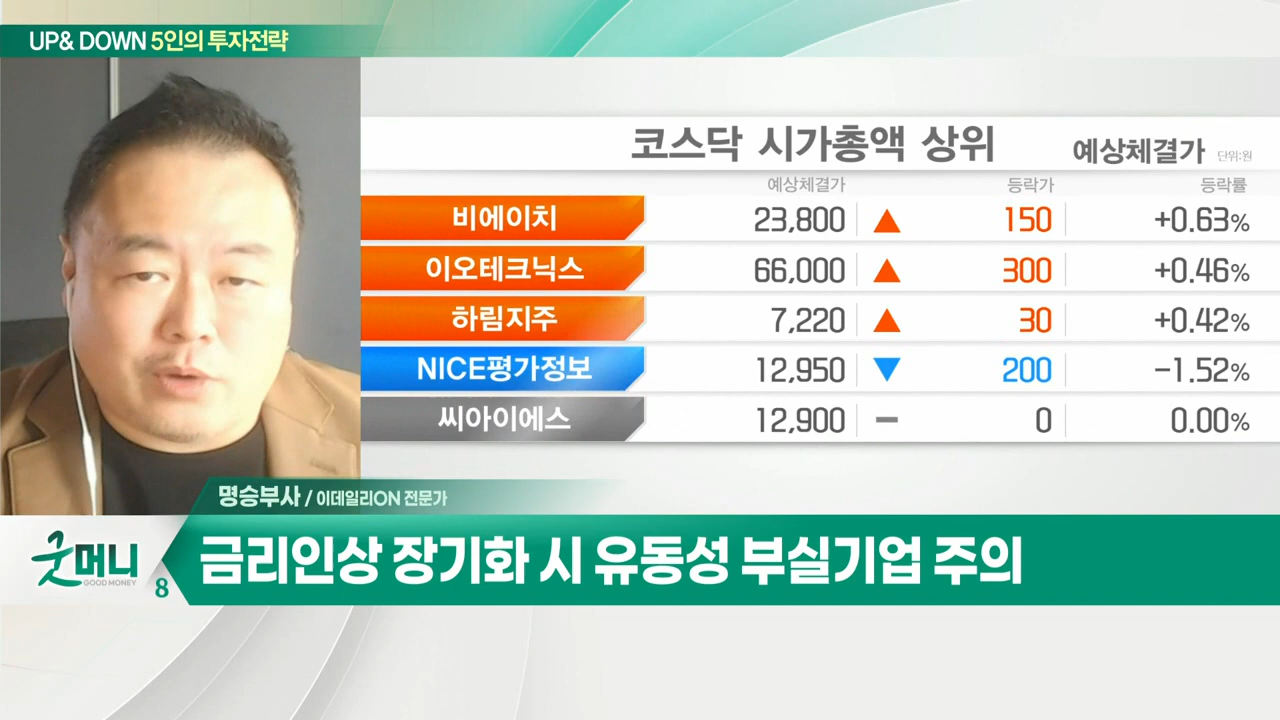 UP& DOWN 5인의 투자전략
코스닥 시가총액 상위 예상체결가 단위:원
예상체결가 등락가 등락률
비에이치 23,800 ▲ 150 +0.63%
이오테크닉스 66,000 ▲ 300 +0.46%
하림지주 7,220 ▲ 30 +0.42%
NICE평가정보 12,950 ▼ 200 -1.52%
씨아이에스 12,900 － 0 0.00%
명승부사 / 이데일리ON 전문가
굿머니
GOOD MONEY
8
금리인상 장기화 시 유동성 부실기업 주의